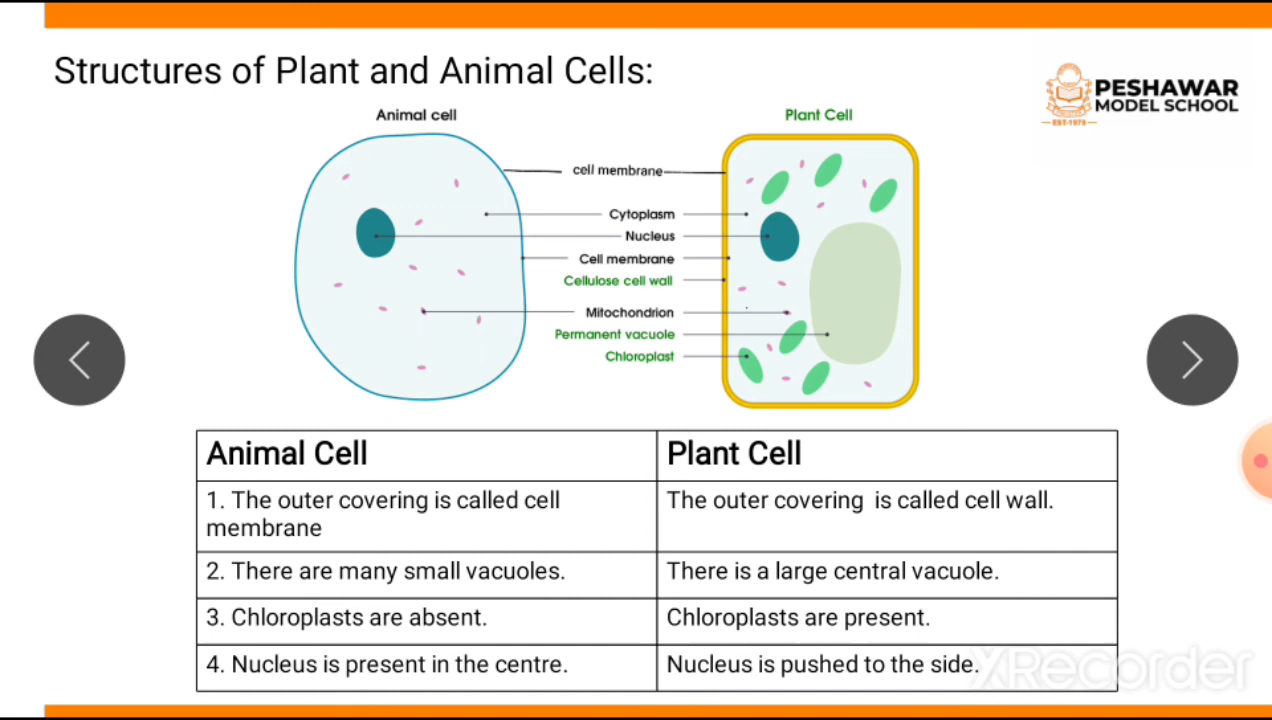 Structures of Plant and Animal Cells:
PESHAWAR
MODEL SCHOOL
EST-1979
Animal cell
Plant Cell
cell membrane
Cytoplasm
Nucleus
Cell membrane
Cellulose cell wall
Mitochondrion
Permanent vacuole
Chloroplast
Animal Cell
Plant Cell
1. The outer covering is called cell
membrane
The outer covering is called cell wall.
2. There are many small vacuoles.
There is a large central vacuole.
3. Chloroplasts are absent.
Chloroplasts are present.
4. Nucleus is present in the centre.
Nucleus is pushed to the side.
XRecorder